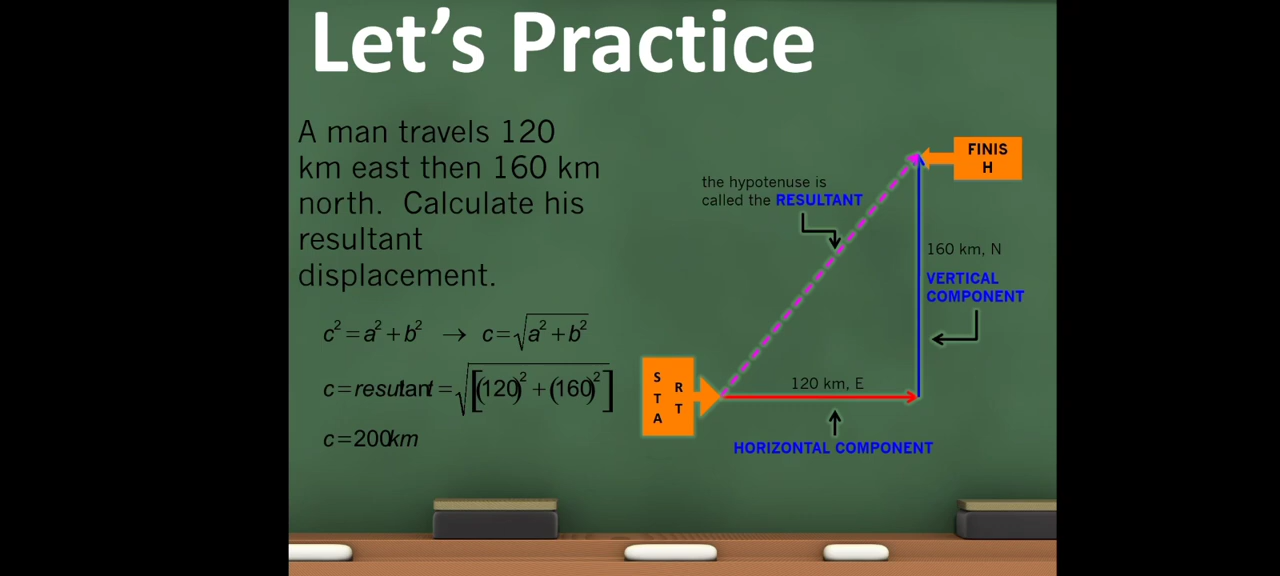 Let's Practice
A man travels 120
km east then 160 km
north.  Calculate his
resultant
displacement.
c² = a² + b² → c = √(a² + b²)
c = resultant = √[(120)² + (160)²]
c = 200km
FINIS
H
the hypotenuse is
called the RESULTANT
160 km, N
VERTICAL
COMPONENT
S
T
A
R
T
120 km, E
HORIZONTAL COMPONENT